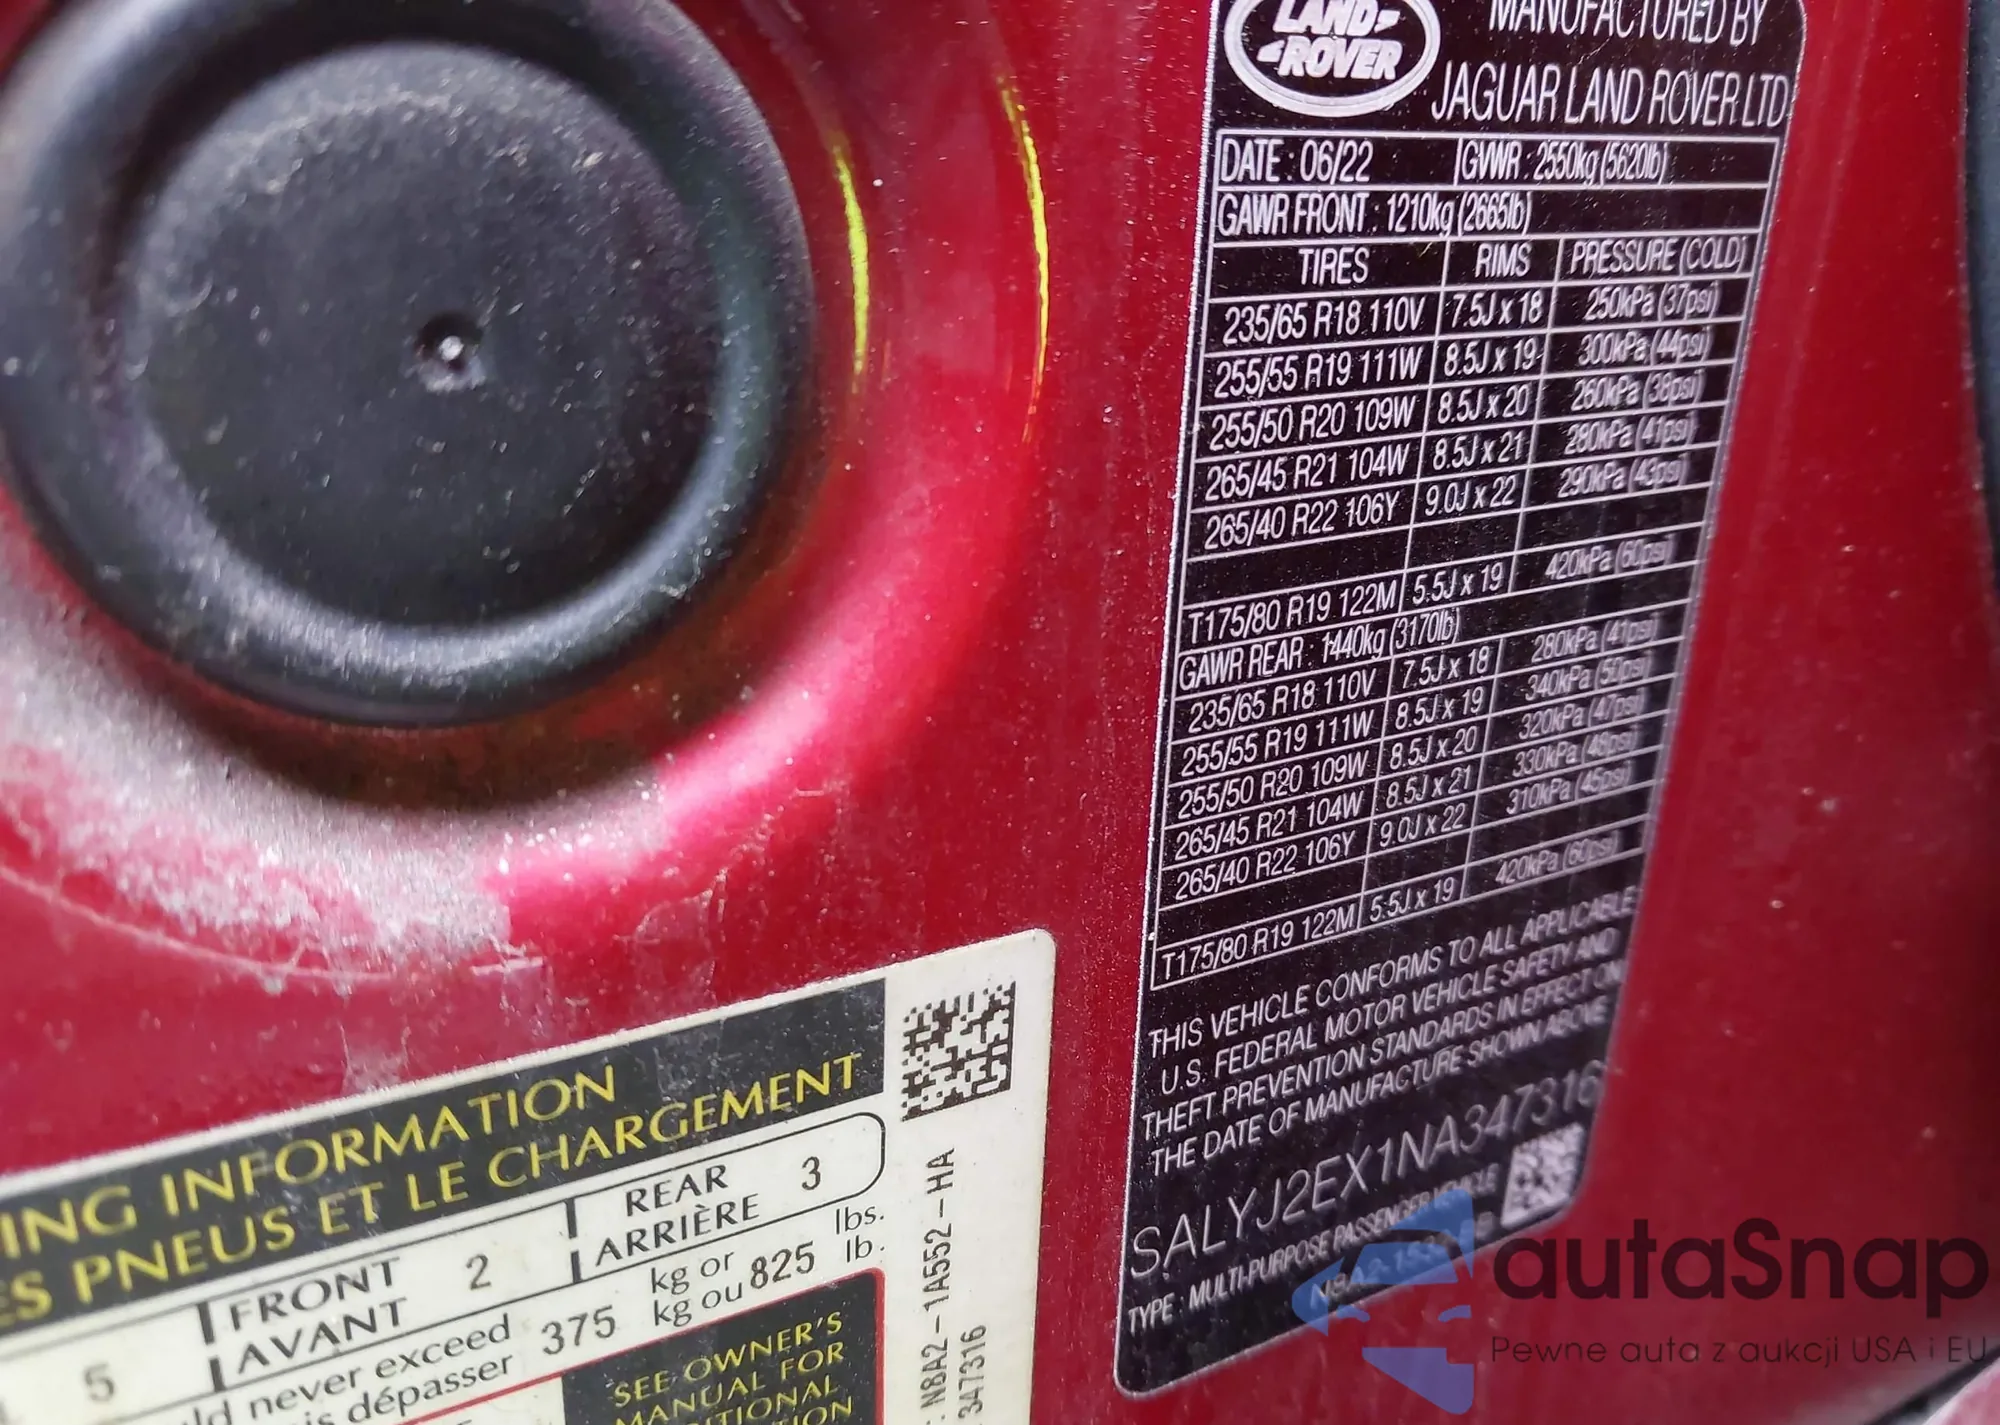 LAND-
-ROVER
MANUFACTURED BY
JAGUAR LAND ROVER LTD
DATE : 06/22 GVWR : 2550kg (5620lb)
GAWR FRONT : 1210kg (2665lb)
TIRES RIMS PRESSURE (COLD)
235/65 R18 110V 7.5J x 18 250kPa (37psi)
255/55 R19 111W 8.5J x 19 300kPa (44psi)
255/50 R20 109W 8.5J x 20 260kPa (38psi)
265/45 R21 104W 8.5J x 21 280kPa (41psi)
265/40 R22 106Y 9.0J x 22 290kPa (43psi)
T175/80 R19 122M 5.5J x 19 420kPa (60psi)
GAWR REAR : 1440kg (3170lb)
235/65 R18 110V 7.5J x 18 280kPa (41psi)
255/55 R19 111W 8.5J x 19 340kPa (50psi)
255/50 R20 109W 8.5J x 20 320kPa (47psi)
265/45 R21 104W 8.5J x 21 330kPa (48psi)
265/40 R22 106Y 9.0J x 22 310kPa (45psi)
T175/80 R19 122M 5.5J x 19 420kPa (60psi)
THIS VEHICLE CONFORMS TO ALL APPLICABLE
U.S. FEDERAL MOTOR VEHICLE SAFETY AND
THEFT PREVENTION STANDARDS IN EFFECT ON
THE DATE OF MANUFACTURE SHOWN ABOVE
SALYJ2EX1NA347316
TYPE : MULTI-PURPOSE PASSENGER VEHICLE
ING INFORMATION
ES PNEUS ET LE CHARGEMENT
5 FRONT 2 REAR 3
AVANT ARRIÈRE
ld never exceed 375 kg or 825 lbs.
is dépasser kg ou lb.
SEE OWNER'S
MANUAL FOR
ITIONAL
ION
N8A2-1A552-HA
347316
autaSnap
Pewne auta z aukcji USA i EU